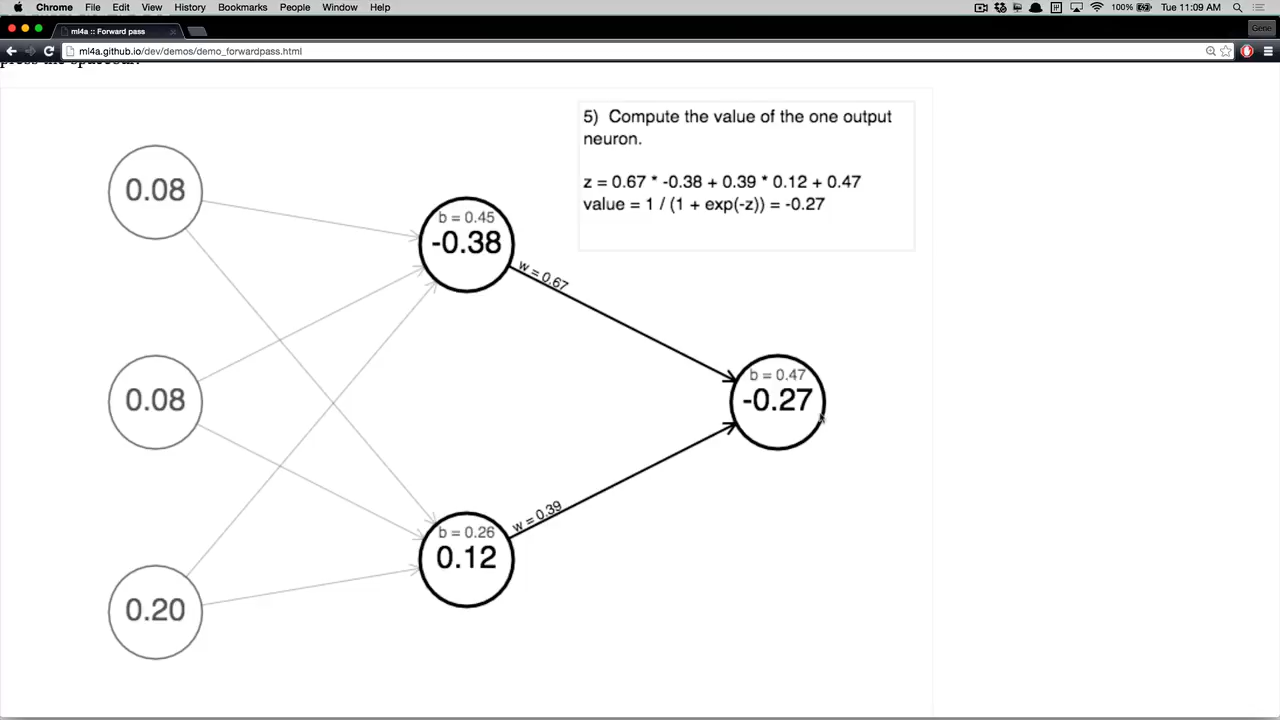 Chrome File Edit View History Bookmarks People Window Help 100% Tue 11:09 AM
ml4a :: Forward pass
Gene
ml4a.github.io/dev/demos/demo_forwardpass.html
press the spacebar.
5) Compute the value of the one output
neuron.
z = 0.67 * -0.38 + 0.39 * 0.12 + 0.47
value = 1 / (1 + exp(-z)) = -0.27
0.08
b = 0.45
-0.38
w = 0.67
0.08
b = 0.47
-0.27
w = 0.39
b = 0.26
0.12
0.20